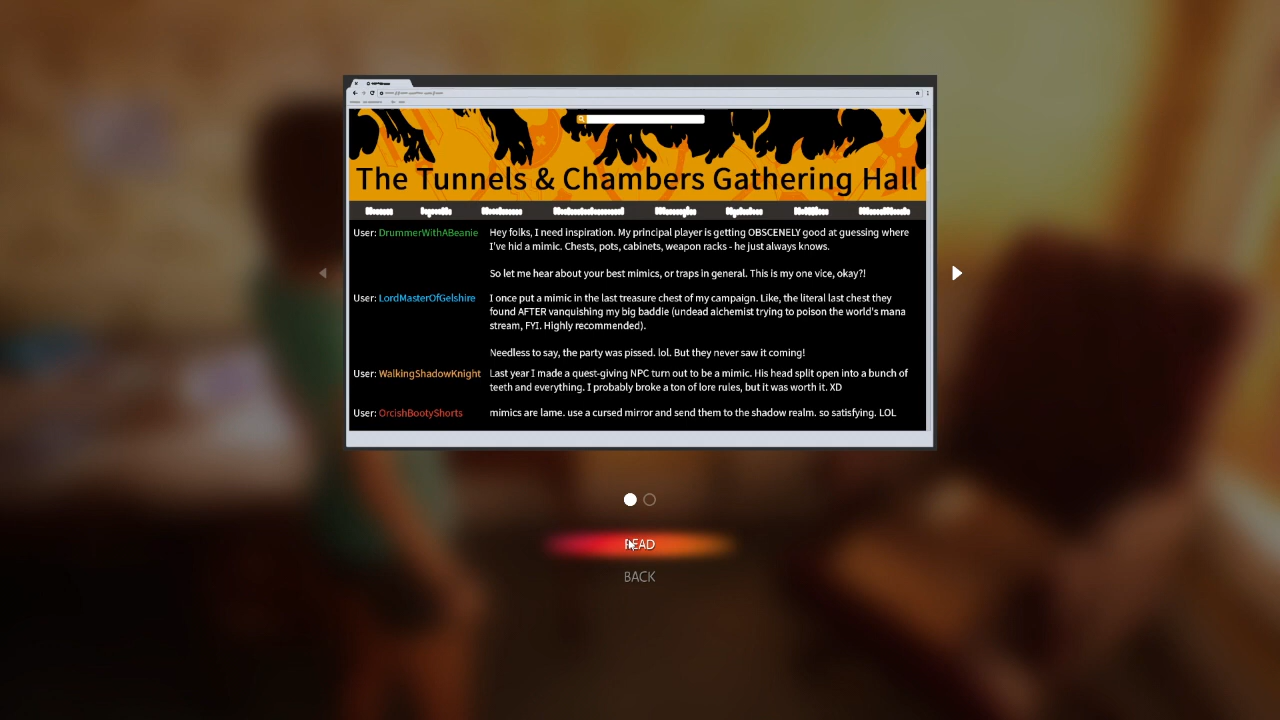 The Tunnels & Chambers Gathering Hall
User: DrummerWithABeanie
Hey folks, I need inspiration. My principal player is getting OBSCENELY good at guessing where
I've hid a mimic. Chests, pots, cabinets, weapon racks - he just always knows.
So let me hear about your best mimics, or traps in general. This is my one vice, okay?!
User: LordMasterOfGelshire
I once put a mimic in the last treasure chest of my campaign. Like, the literal last chest they
found AFTER vanquishing my big baddie (undead alchemist trying to poison the world's mana
stream, FYI. Highly recommended).
Needless to say, the party was pissed. lol. But they never saw it coming!
User: WalkingShadowKnight
Last year I made a quest-giving NPC turn out to be a mimic. His head split open into a bunch of
teeth and everything. I probably broke a ton of lore rules, but it was worth it. XD
User: OrcishBootyShorts
mimics are lame. use a cursed mirror and send them to the shadow realm. so satisfying. LOL
READ
BACK